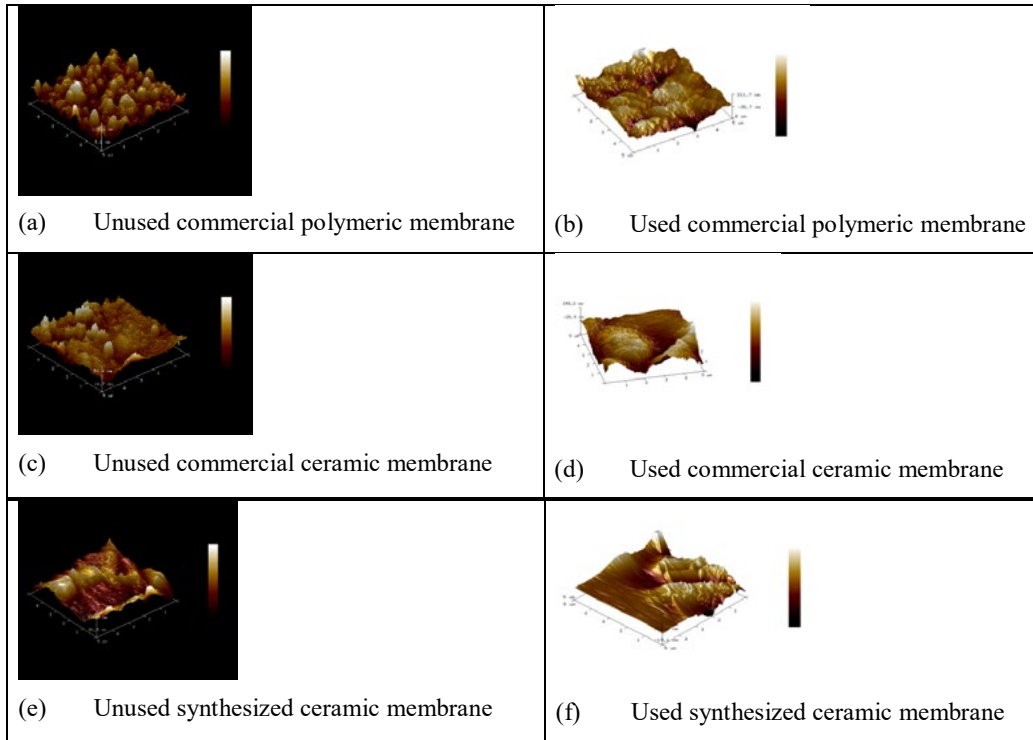 (a) Unused commercial polymeric membrane
(b) Used commercial polymeric membrane
(c) Unused commercial ceramic membrane
(d) Used commercial ceramic membrane
(e) Unused synthesized ceramic membrane
(f) Used synthesized ceramic membrane